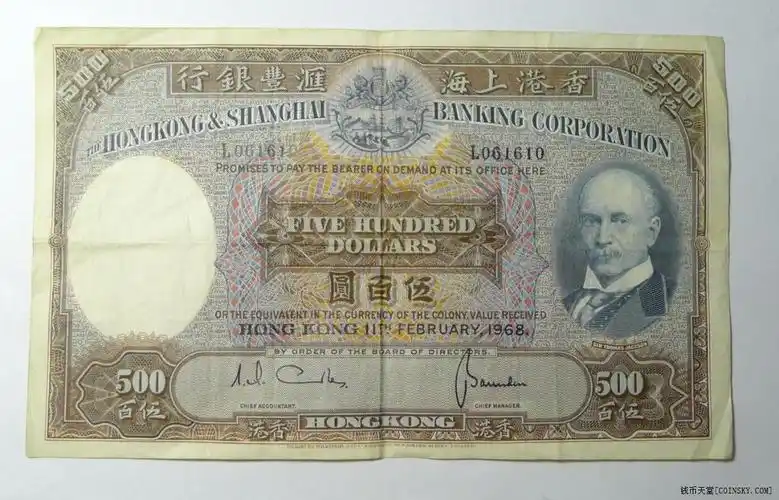 500 伍百
行銀豐滙 海上港香
500 伍百
THE HONGKONG & SHANGHAI BANKING CORPORATION
L061610 L061610
PROMISES TO PAY THE BEARER ON DEMAND AT ITS OFFICE HERE
FIVE HUNDRED
DOLLARS
圓百伍
OR THE EQUIVALENT IN THE CURRENCY OF THE COLONY, VALUE RECEIVED
HONG KONG 11TH FEBRUARY, 1968.
BY ORDER OF THE BOARD OF DIRECTORS.
500 500
百伍 百伍
CHIEF ACCOUNTANT. CHIEF MANAGER.
港香 HONGKONG 港香
钱币天堂[COINSKY.COM]